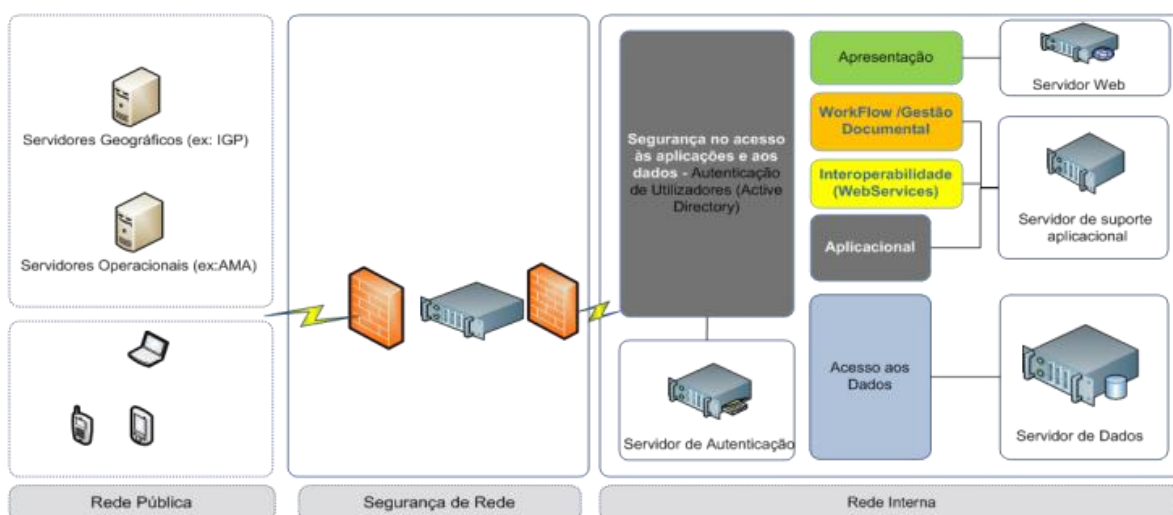 Servidores Geográficos (ex: IGP)
Servidores Operacionais (ex:AMA)
Rede Pública
Segurança de Rede
Segurança no acesso
às aplicações e aos
dados - Autenticação
de Utilizadores (Active
Directory)
Servidor de Autenticação
Apresentação
WorkFlow /Gestão
Documental
Interoperabilidade
(WebServices)
Aplicacional
Acesso aos
Dados
Servidor Web
Servidor de suporte
aplicacional
Servidor de Dados
Rede Interna